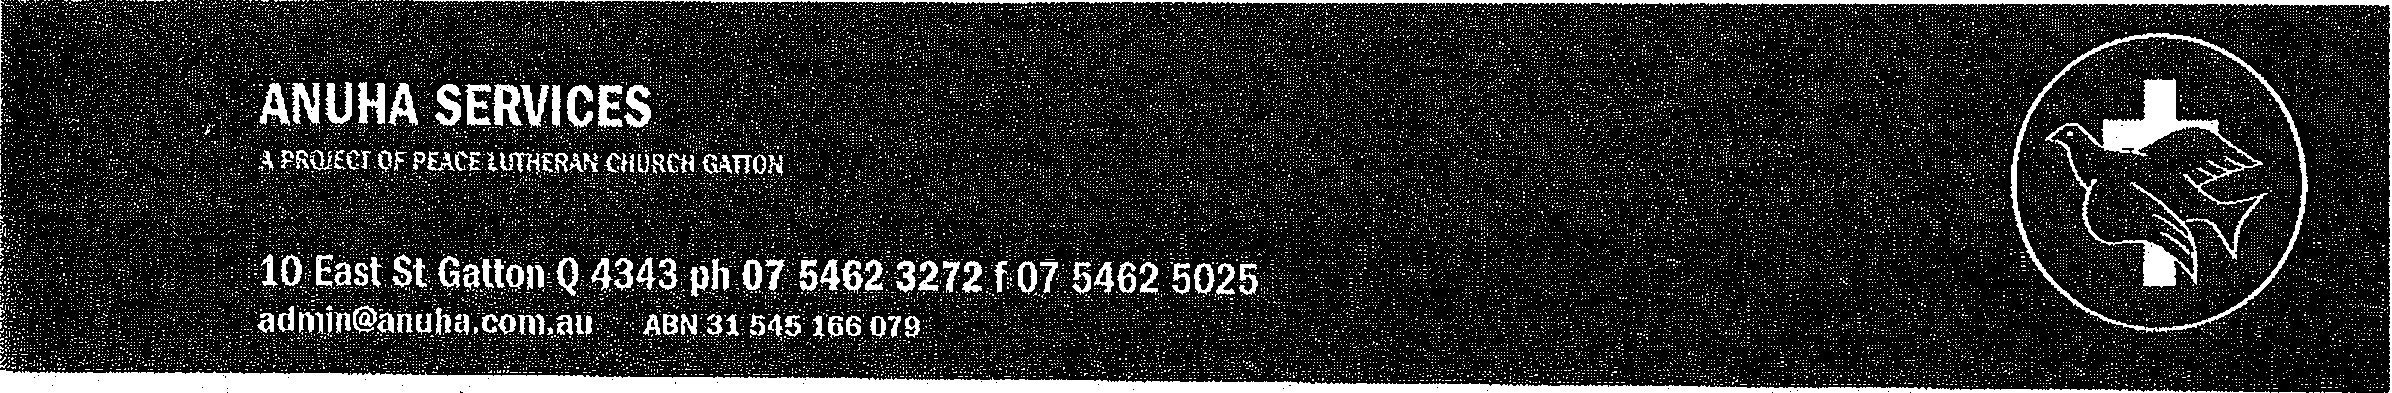 ANUHA SERVICES
A PROJECT OF PEACE LUTHERAN CHURCH GATTON
10 East St Gatton Q 4343 ph 07 5462 3272 f 07 5462 5025
admin@anuha.com.au ABN 31 545 166 079